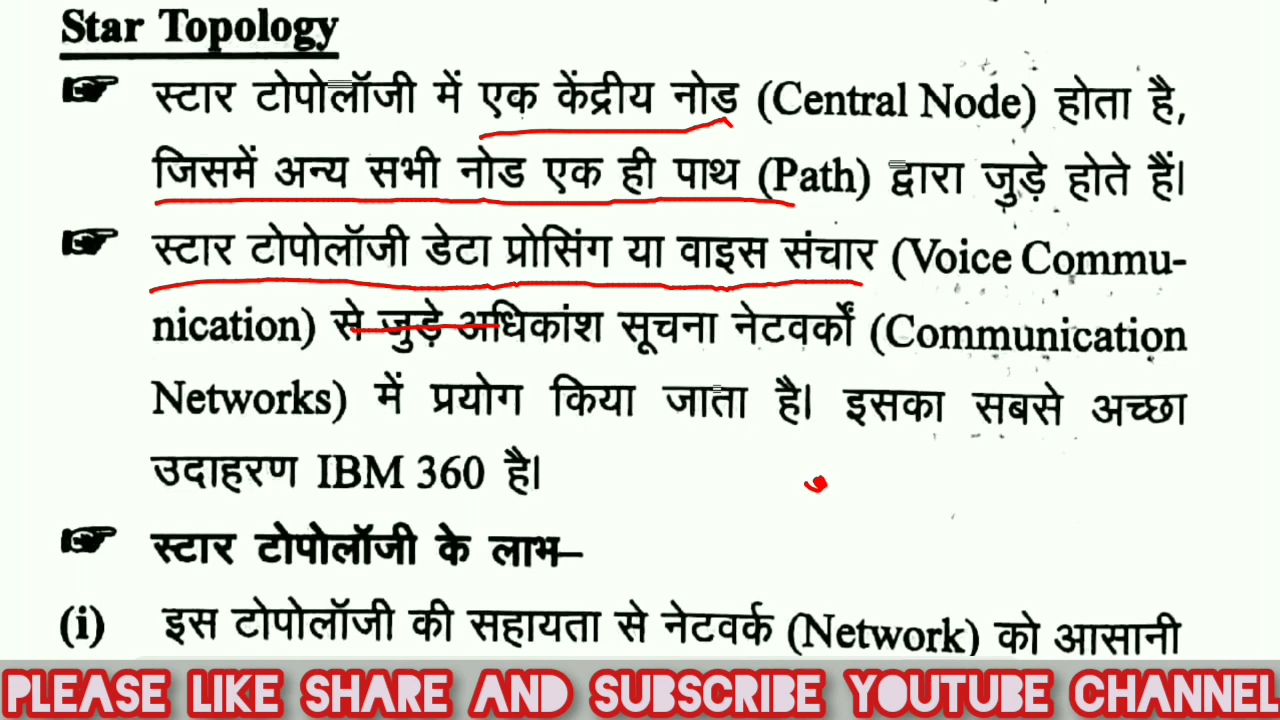 Star Topology
☞ स्टार टोपोलॉजी में एक केंद्रीय नोड (Central Node) होता है,
जिसमें अन्य सभी नोड एक ही पाथ (Path) द्वारा जुड़े होते हैं।
☞ स्टार टोपोलॉजी डेटा प्रोसिंग या वाइस संचार (Voice Commu-
nication) से जुड़े अधिकांश सूचना नेटवर्कों (Communication
Networks) में प्रयोग किया जाता है। इसका सबसे अच्छा
उदाहरण IBM 360 है।
☞ स्टार टोपोलॉजी के लाभ–
(i) इस टोपोलॉजी की सहायता से नेटवर्क (Network) को आसानी
PLEASE LIKE SHARE AND SUBSCRIBE YOUTUBE CHANNEL